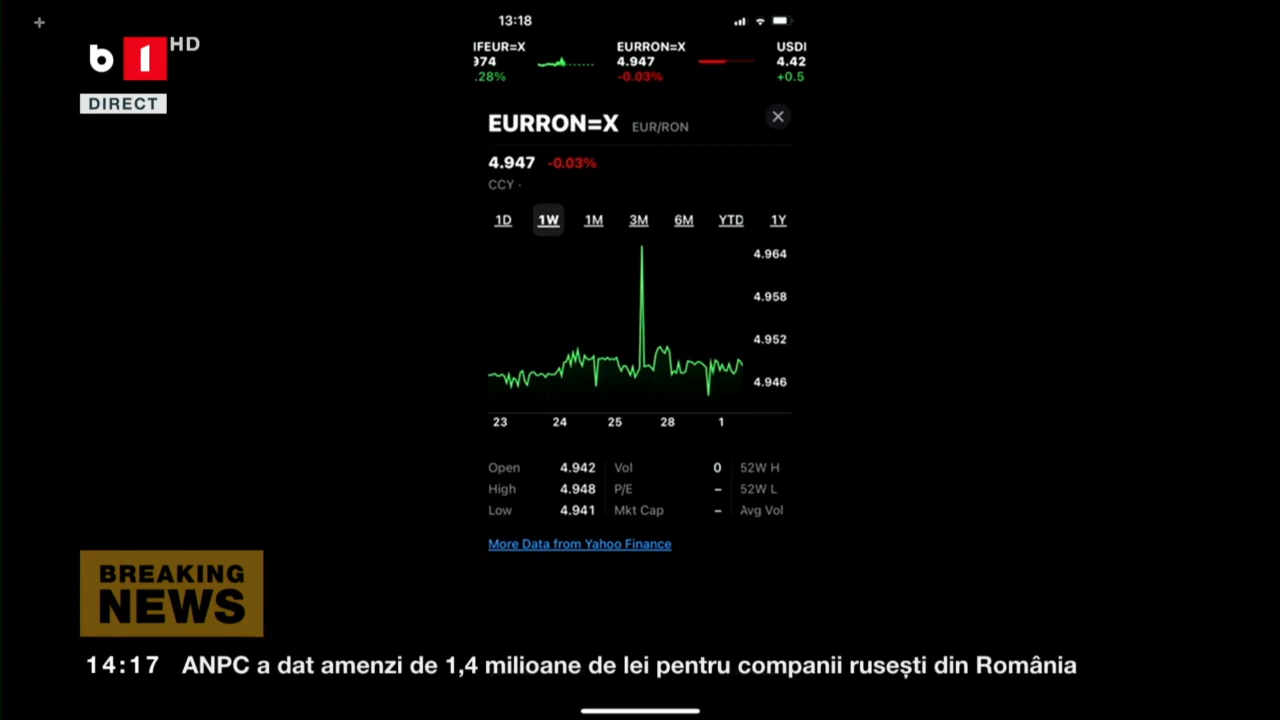 13:18
b 1 HD
DIRECT
IFEUR=X EURRON=X USDI
974 4.947 4.42
.28% -0.03% +0.5
EURRON=X EUR/RON
4.947 -0.03%
CCY ·
1D 1W 1M 3M 6M YTD 1Y
4.964
4.958
4.952
4.946
23 24 25 28 1
Open 4.942 Vol 0 52W H
High 4.948 P/E – 52W L
Low 4.941 Mkt Cap – Avg Vol
More Data from Yahoo Finance
BREAKING
NEWS
14:17 ANPC a dat amenzi de 1,4 milioane de lei pentru companii rusești din România